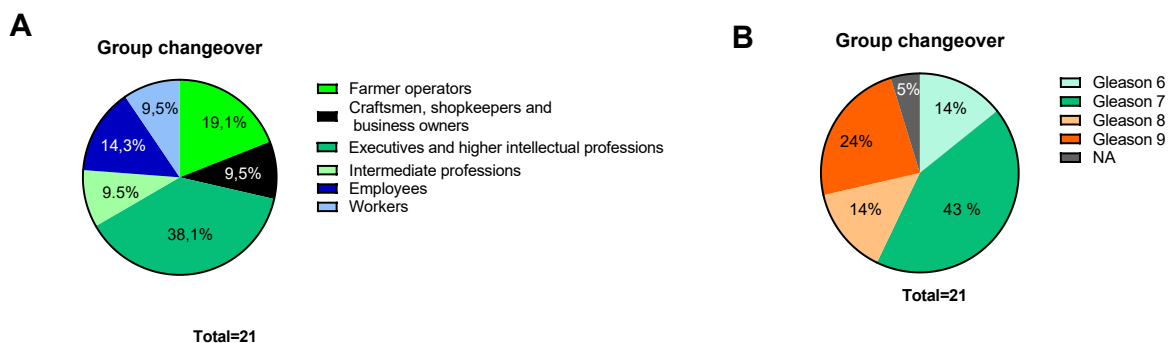 A
Group changeover
9,5%
19,1%
14,3%
9,5%
9.5%
38,1%
Farmer operators
Craftsmen, shopkeepers and
business owners
Executives and higher intellectual professions
Intermediate professions
Employees
Workers
Total=21
B
Group changeover
5%
14%
24%
14%
43 %
Gleason 6
Gleason 7
Gleason 8
Gleason 9
NA
Total=21